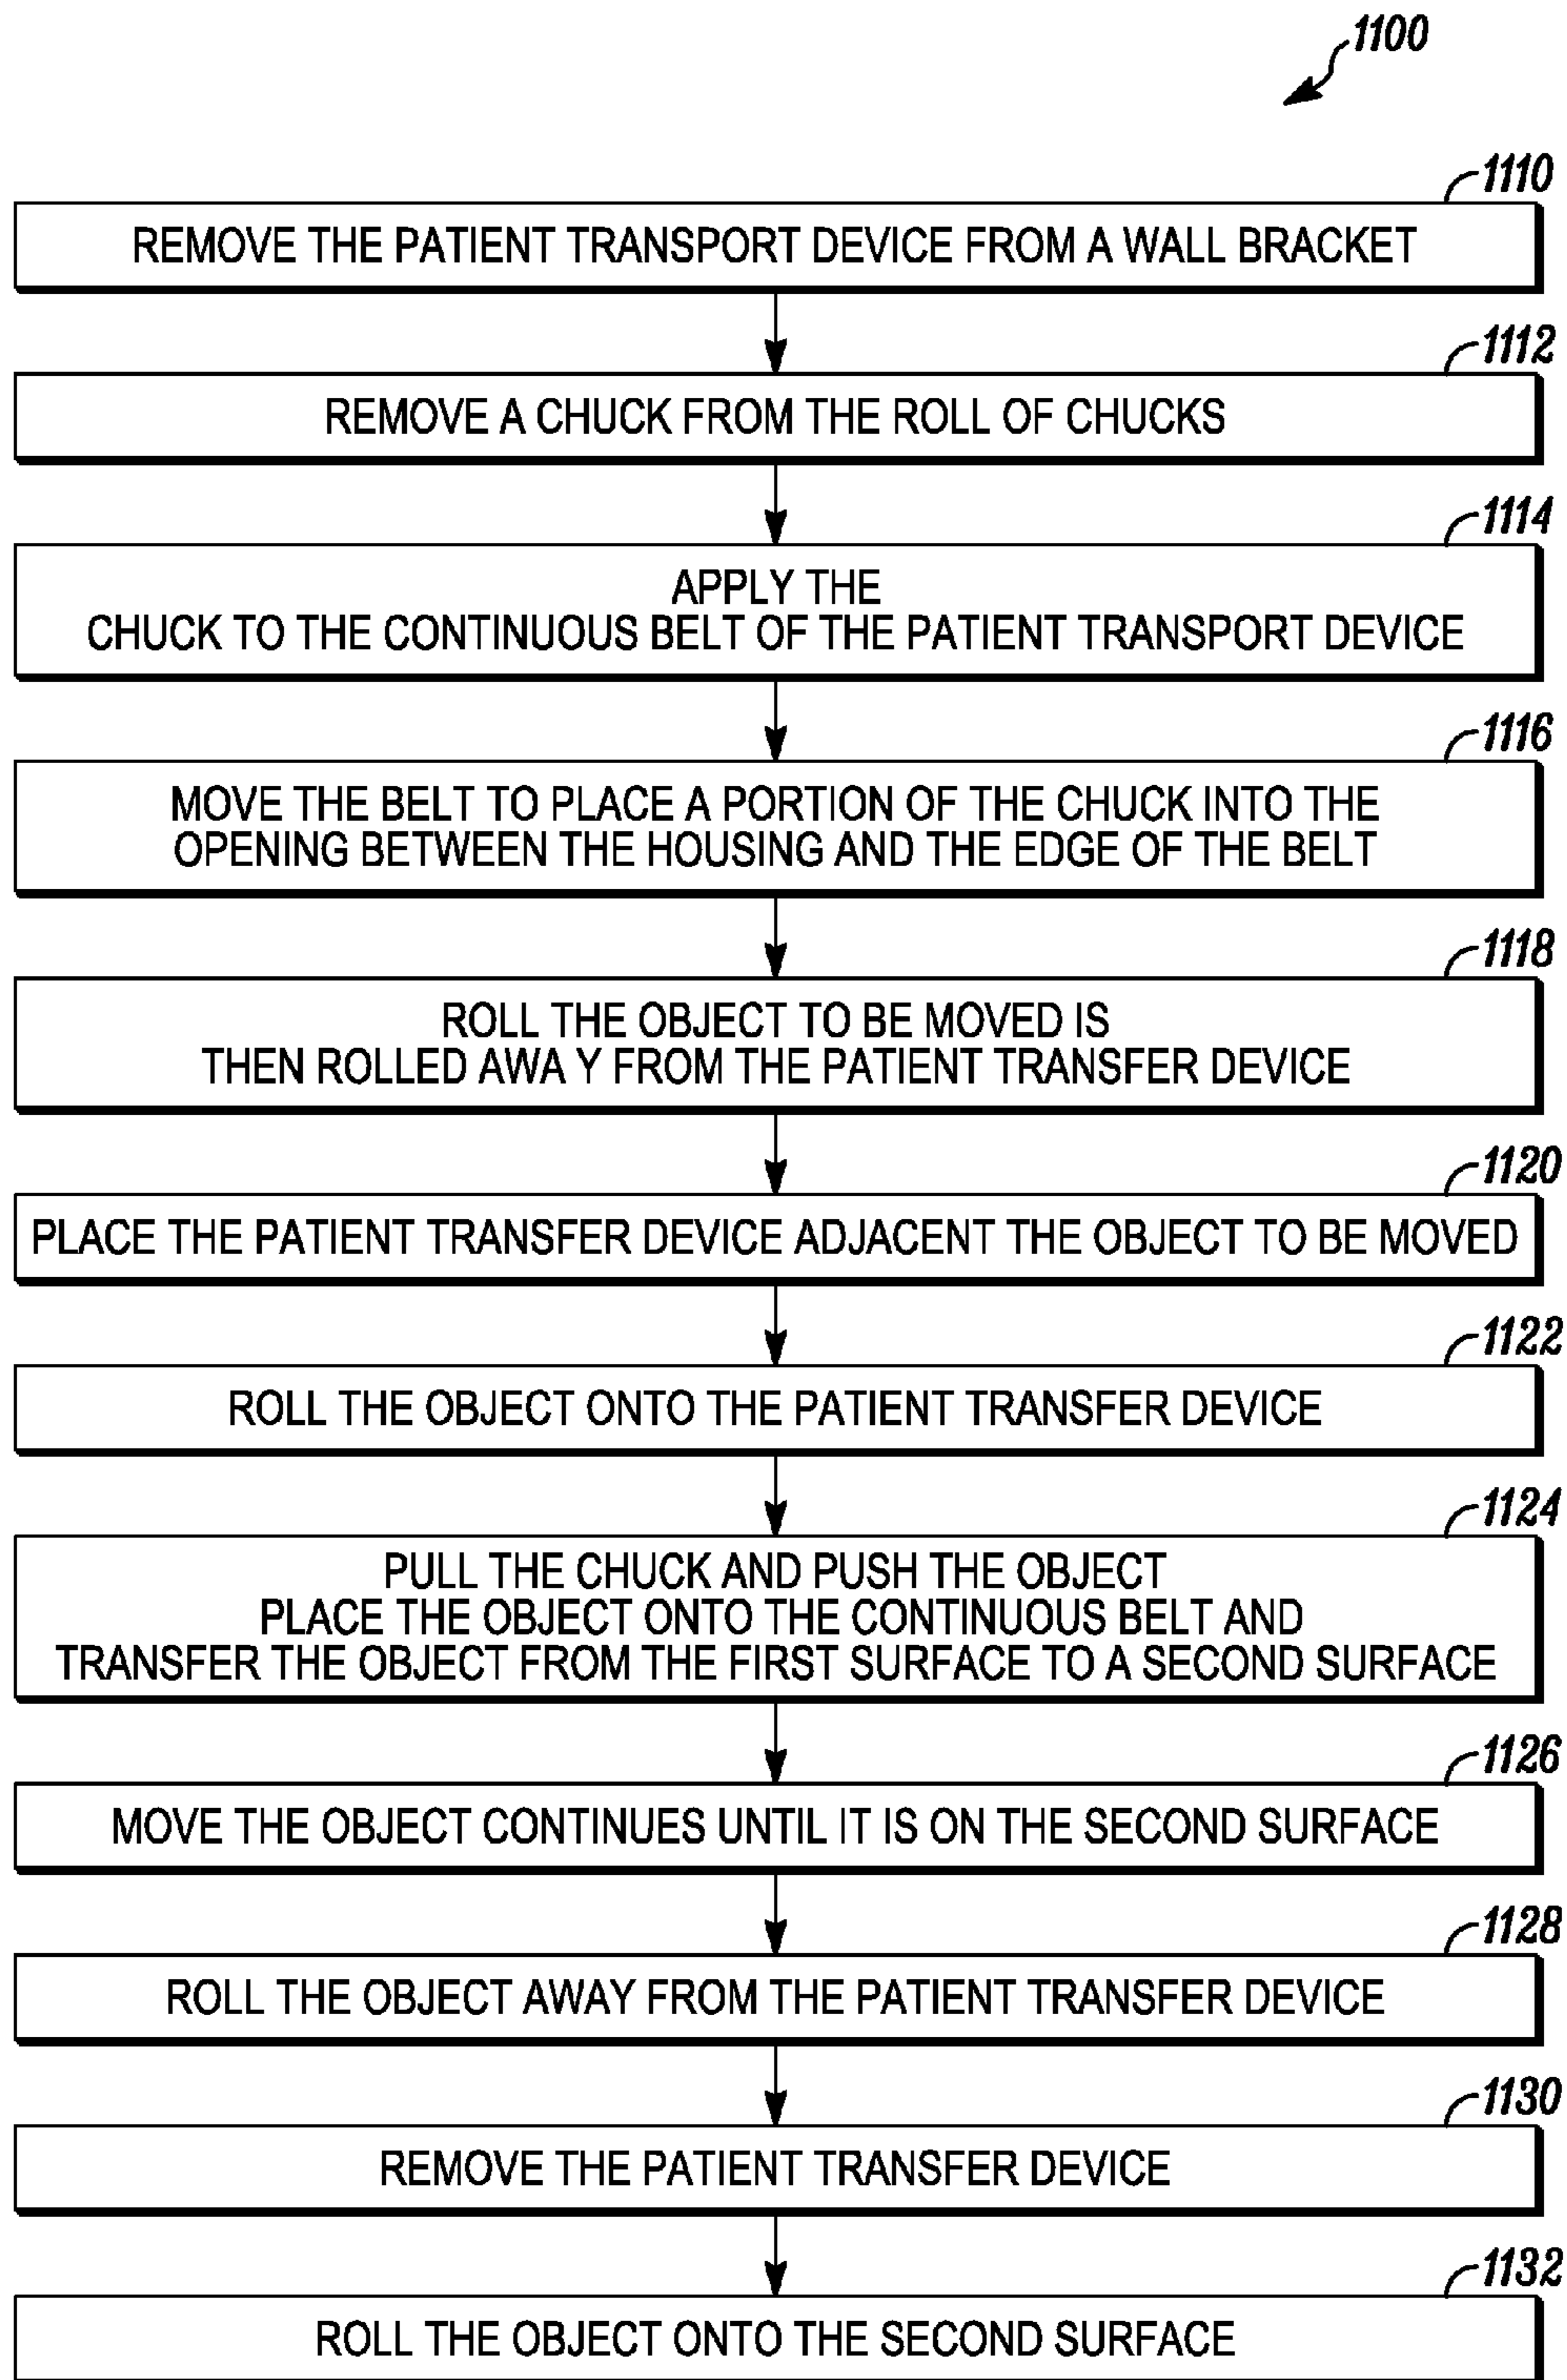 1100
1110
REMOVE THE PATIENT TRANSPORT DEVICE FROM A WALL BRACKET
1112
REMOVE A CHUCK FROM THE ROLL OF CHUCKS
1114
APPLY THE
CHUCK TO THE CONTINUOUS BELT OF THE PATIENT TRANSPORT DEVICE
1116
MOVE THE BELT TO PLACE A PORTION OF THE CHUCK INTO THE
OPENING BETWEEN THE HOUSING AND THE EDGE OF THE BELT
1118
ROLL THE OBJECT TO BE MOVED IS
THEN ROLLED AWA Y FROM THE PATIENT TRANSFER DEVICE
1120
PLACE THE PATIENT TRANSFER DEVICE ADJACENT THE OBJECT TO BE MOVED
1122
ROLL THE OBJECT ONTO THE PATIENT TRANSFER DEVICE
1124
PULL THE CHUCK AND PUSH THE OBJECT
PLACE THE OBJECT ONTO THE CONTINUOUS BELT AND
TRANSFER THE OBJECT FROM THE FIRST SURFACE TO A SECOND SURFACE
1126
MOVE THE OBJECT CONTINUES UNTIL IT IS ON THE SECOND SURFACE
1128
ROLL THE OBJECT AWAY FROM THE PATIENT TRANSFER DEVICE
1130
REMOVE THE PATIENT TRANSFER DEVICE
1132
ROLL THE OBJECT ONTO THE SECOND SURFACE